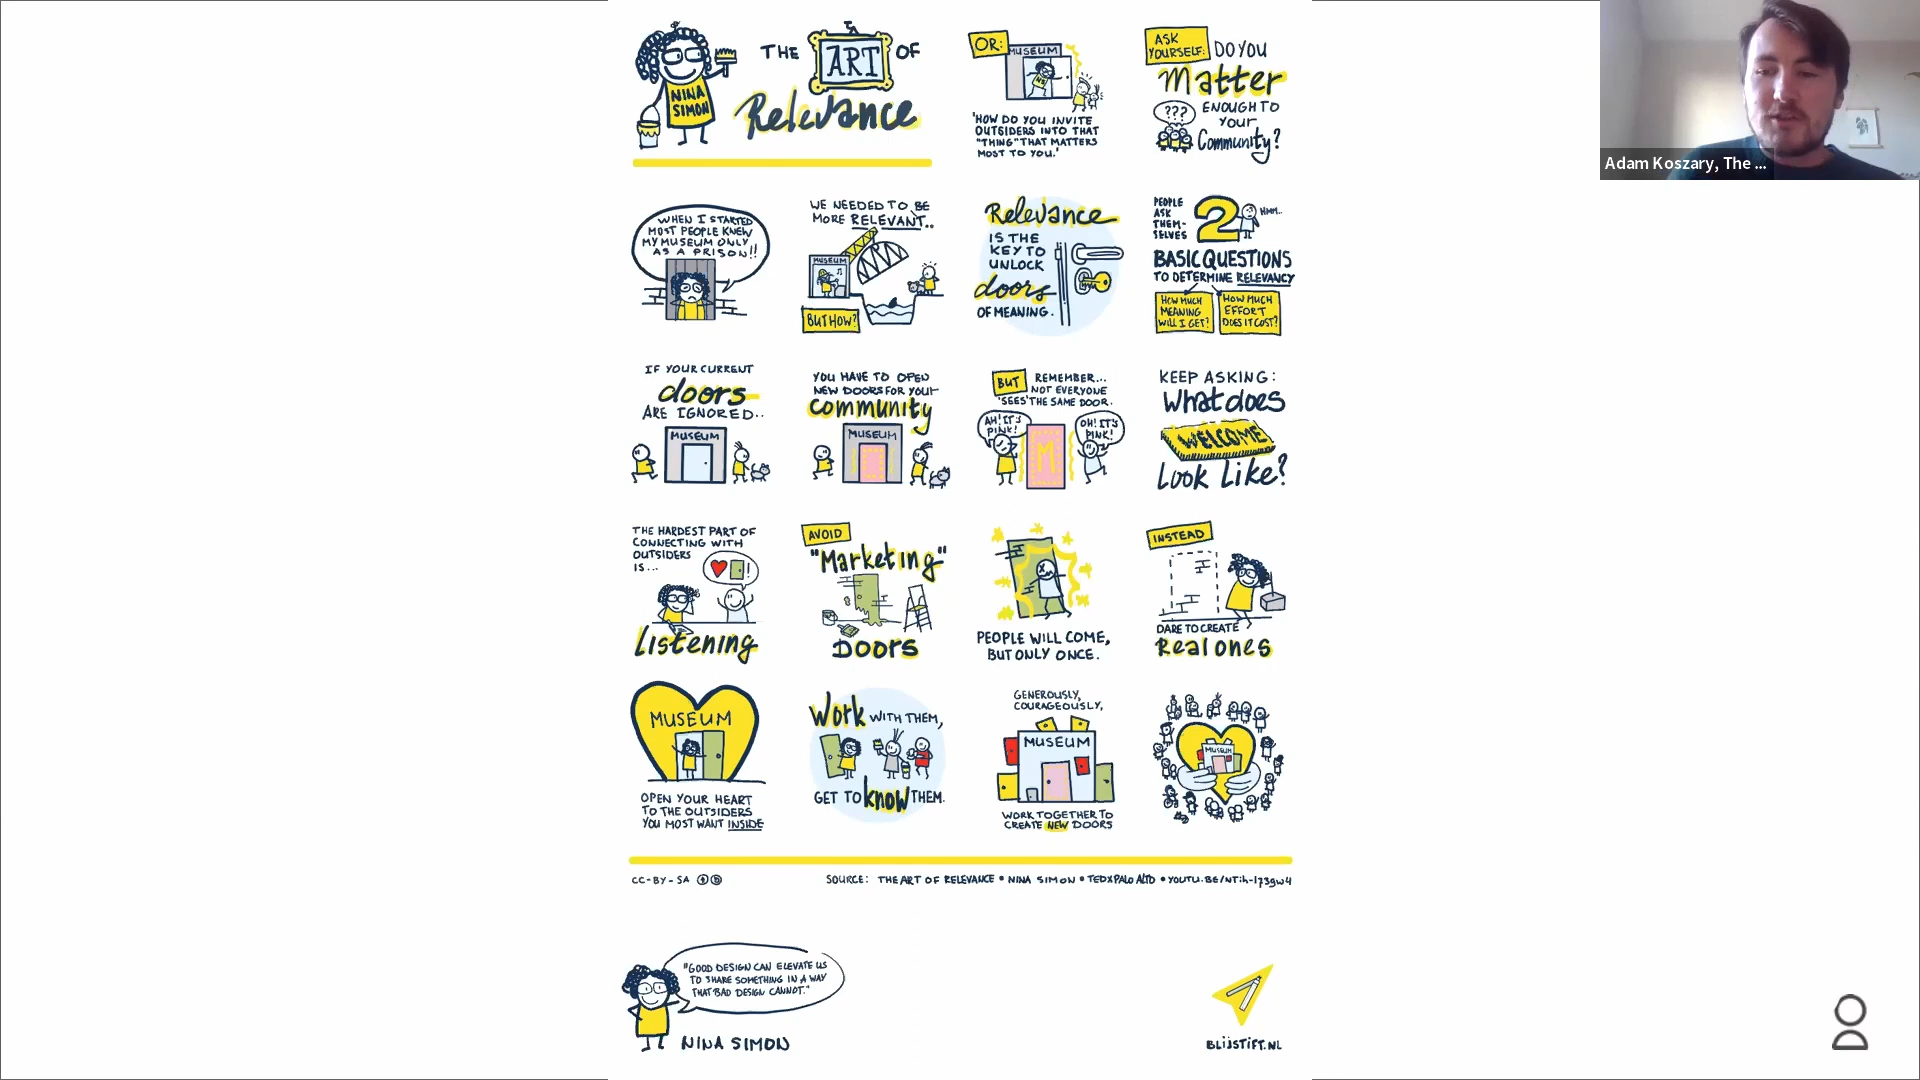 THE ART OF
Relevance
NINA
SIMON
OR:
MUSEUM
'HOW DO YOU INVITE
OUTSIDERS INTO THAT
"THING" THAT MATTERS
MOST TO YOU.'
ASK
YOURSELF:
DO YOU
Matter
???
ENOUGH TO
YOUR
Community?
Adam Koszary, The ...
WHEN I STARTED
MOST PEOPLE KNEW
MY MUSEUM ONLY
AS A PRISON!!
WE NEEDED TO BE
MORE RELEVANT..
MUSEUM
BUT HOW?
Relevance
IS THE
KEY TO
UNLOCK
doors
OF MEANING.
PEOPLE
ASK
THEM-
SELVES
2
HMM..
BASIC QUESTIONS
TO DETERMINE RELEVANCY
HOW MUCH
MEANING
WILL I GET?
HOW MUCH
EFFORT
DOES IT COST?
IF YOUR CURRENT
doors
ARE IGNORED..
MUSEUM
YOU HAVE TO OPEN
NEW DOORS FOR YOUR
community
MUSEUM
BUT
REMEMBER...
NOT EVERYONE
'SEES' THE SAME DOOR.
AH! IT'S
PINK!
OH! IT'S
PINK!
M
KEEP ASKING:
What does
WELCOME
Look Like?
THE HARDEST PART OF
CONNECTING WITH
OUTSIDERS
IS...
!
Listening
AVOID
"Marketing"
DOORS
PEOPLE WILL COME,
BUT ONLY ONCE.
INSTEAD
DARE TO CREATE
Real ones
MUSEUM
OPEN YOUR HEART
TO THE OUTSIDERS
YOU MOST WANT INSIDE
Work WITH THEM,
GET TO know THEM.
GENEROUSLY,
COURAGEOUSLY,
MUSEUM
WORK TOGETHER TO
CREATE NEW DOORS
MUSEUM
CC-BY-SA
SOURCE: THE ART OF RELEVANCE • NINA SIMON • TEDXPALO ALTO • YOUTU.BE/NTih-l739w4
"GOOD DESIGN CAN ELEVATE US
TO SHARE SOMETHING IN A WAY
THAT BAD DESIGN CANNOT."
NINA SIMON
BLIJSTIFT.NL